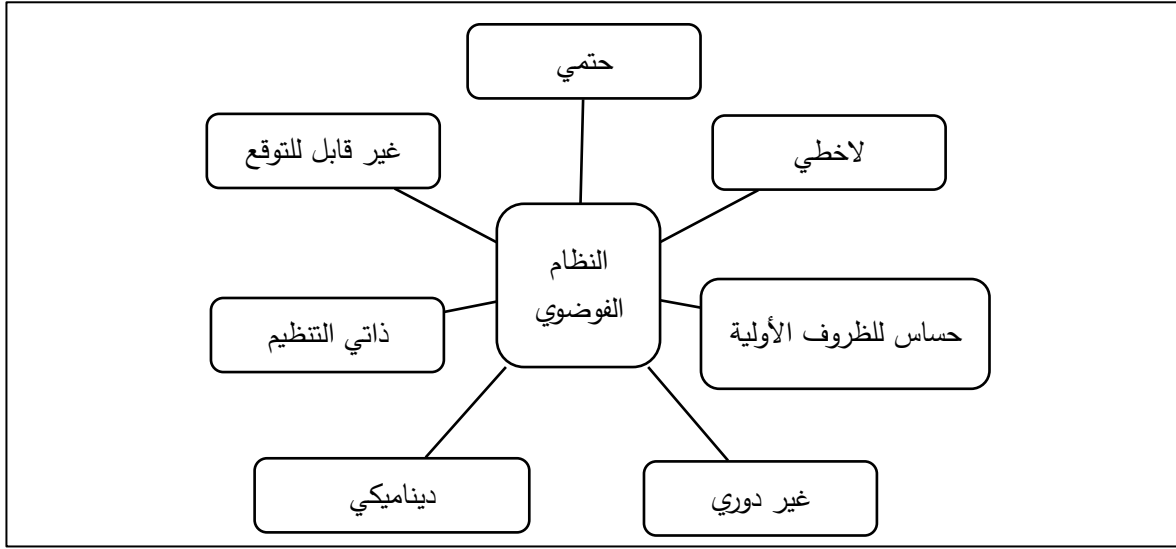 حتمي
لاخطي
غير قابل للتوقع
النظام
الفوضوي
حساس للظروف الأولية
ذاتي التنظيم
غير دوري
ديناميكي